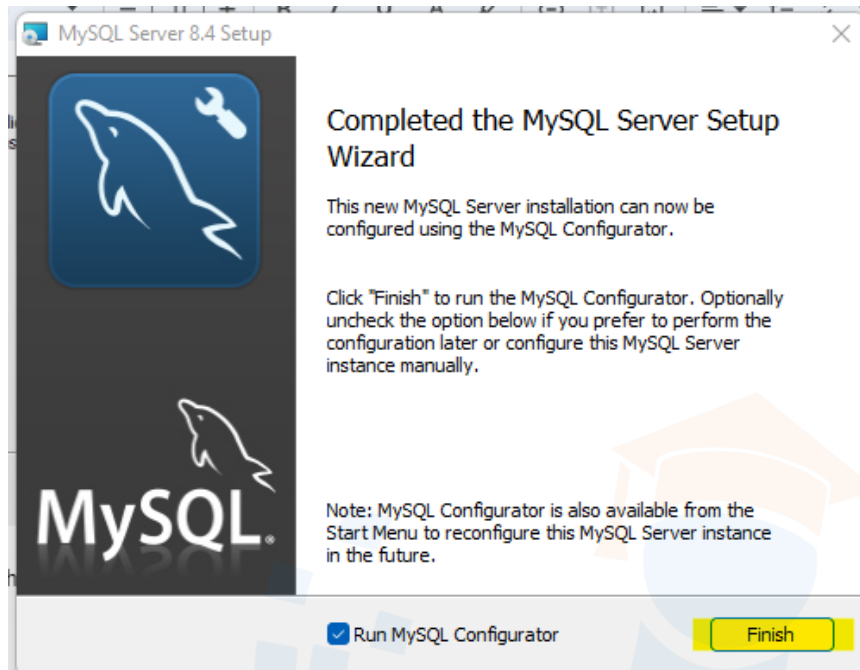 MySQL Server 8.4 Setup
Completed the MySQL Server Setup
Wizard
This new MySQL Server installation can now be
configured using the MySQL Configurator.
Click "Finish" to run the MySQL Configurator. Optionally
uncheck the option below if you prefer to perform the
configuration later or configure this MySQL Server
instance manually.
MySQL®
Note: MySQL Configurator is also available from the
Start Menu to reconfigure this MySQL Server instance
in the future.
Run MySQL Configurator
Finish